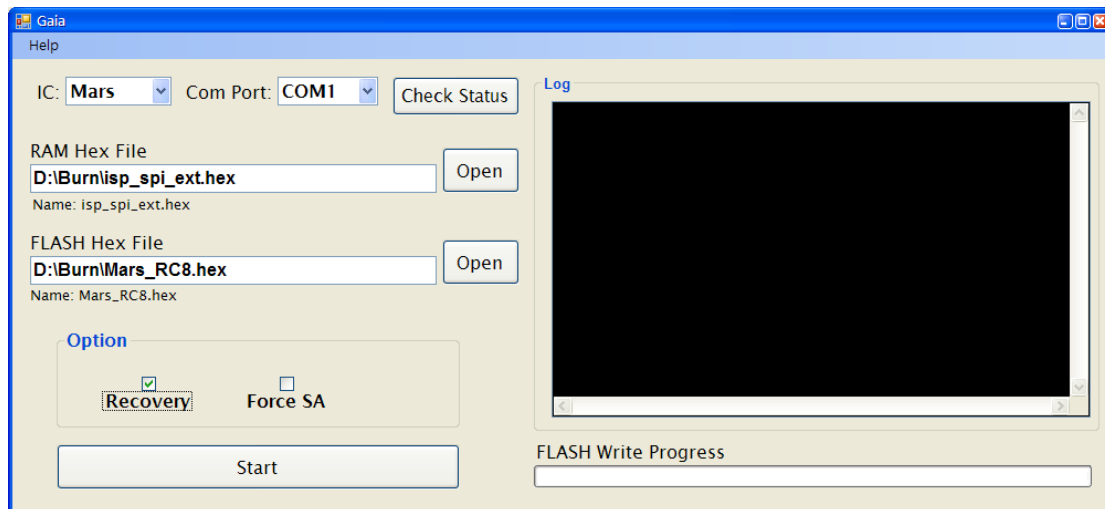 Gaia
Help
IC: Mars Com Port: COM1 Check Status
RAM Hex File
D:\Burn\isp_spi_ext.hex Open
Name: isp_spi_ext.hex
FLASH Hex File
D:\Burn\Mars_RC8.hex Open
Name: Mars_RC8.hex
Option
Recovery Force SA
Start
Log
FLASH Write Progress